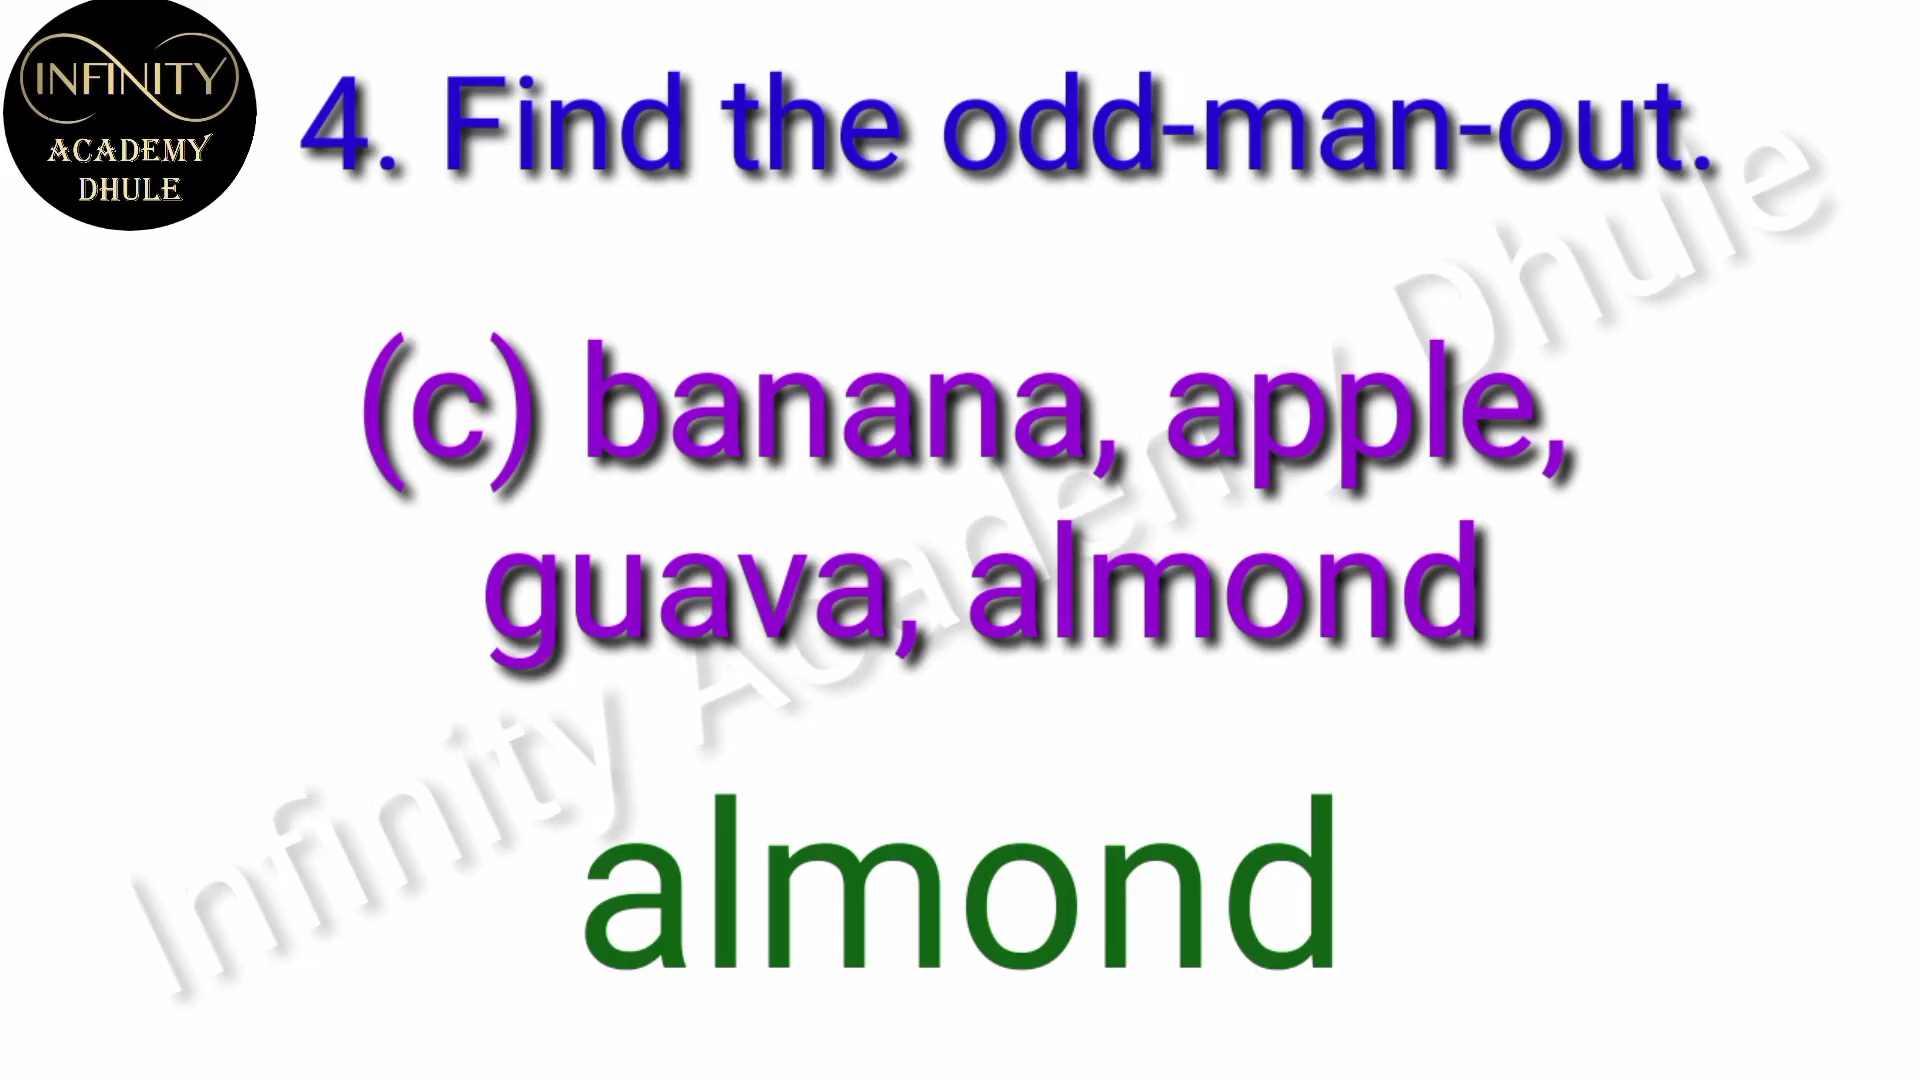 INFINITY
ACADEMY
DHULE
4. Find the odd-man-out.
(c) banana, apple,
guava, almond
almond
Infinity Academy Dhule